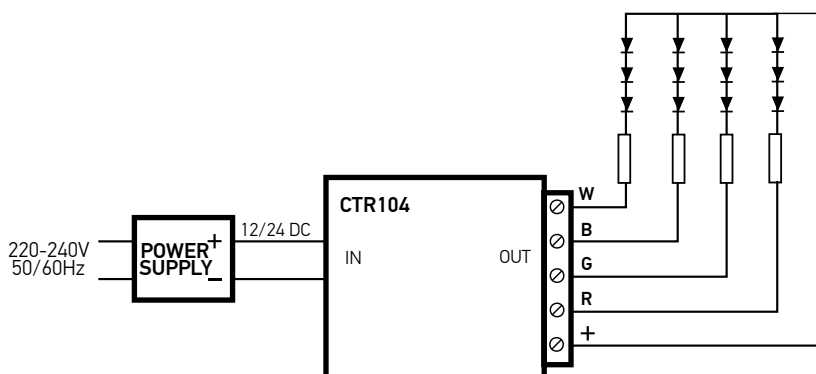 220-240V
50/60Hz
POWER
SUPPLY
+
−
12/24 DC
CTR104
IN
OUT
W
B
G
R
+